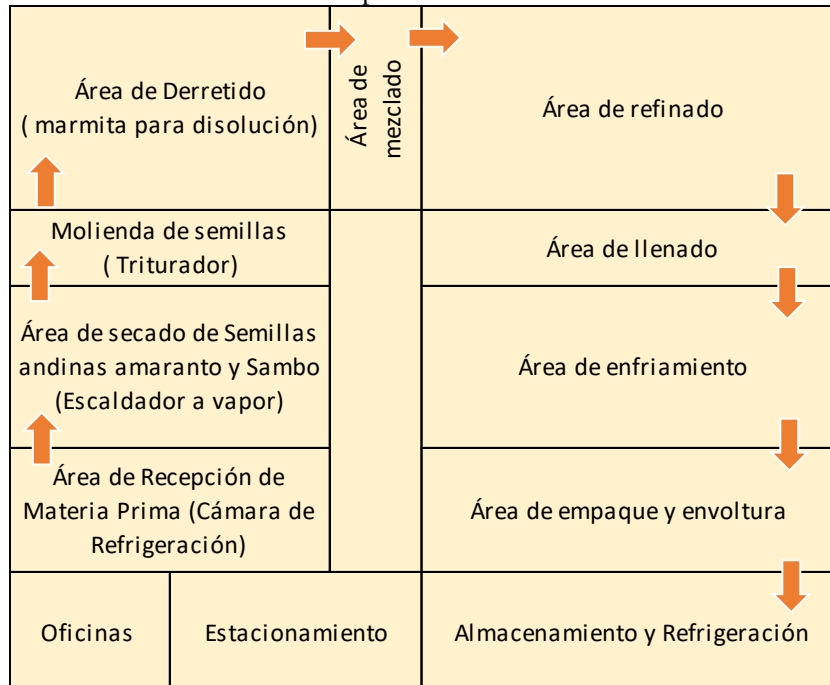 Área de Derretido
( marmita para disolución)
Área de
mezclado
Área de refinado
Molienda de semillas
( Triturador)
Área de llenado
Área de secado de Semillas
andinas amaranto y Sambo
(Escaldador a vapor)
Área de enfriamiento
Área de Recepción de
Materia Prima (Cámara de
Refrigeración)
Área de empaque y envoltura
Oficinas
Estacionamiento
Almacenamiento y Refrigeración